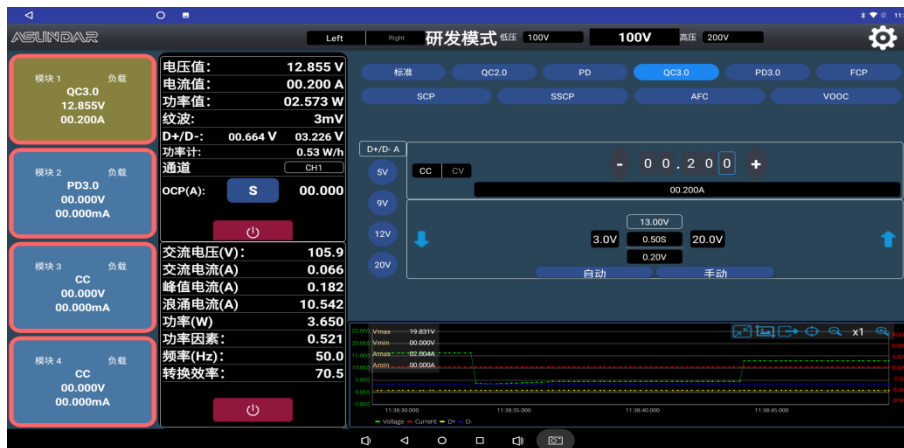 11:
ASUNDAR
Left Right 研发模式 低压 100V 100V 高压 200V
模块 1 负载
QC3.0
12.855V
00.200A
模块 2 负载
PD3.0
00.000V
00.000mA
模块 3 负载
CC
00.000V
00.000mA
模块 4 负载
CC
00.000V
00.000mA
电压值: 12.855 V
电流值: 00.200 A
功率值: 02.573 W
纹波: 3mV
D+/D-: 00.664 V 03.226 V
功率计: 0.53 W/h
通道 CH1
OCP(A): S 00.000
交流电压(V): 105.9
交流电流(A) 0.066
峰值电流(A) 0.182
浪涌电流(A) 10.542
功率(W) 3.650
功率因素: 0.521
频率(Hz): 50.0
转换效率: 70.5
标准 QC2.0 PD QC3.0 PD3.0 FCP
SCP SSCP AFC VOOC
D+/D- A
5V
9V
12V
20V
CC CV
- 00.200 +
00.200A
13.00V
3.0V 0.50S 20.0V
0.20V
自动 手动
Vmax 19.831V
Vmin 00.000V
Amax 02.004A
Amin 00.000A
x1
11:38:30.000 11:38:35.000 11:38:40.000 11:38:45.000
Voltage Current D+ D-